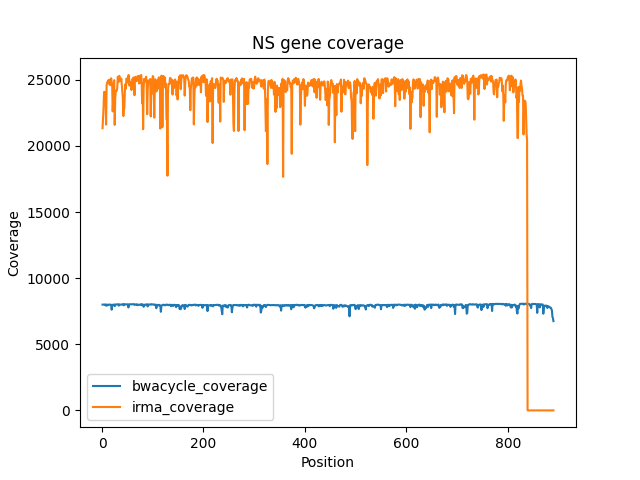 NS gene coverage
Coverage
25000
20000
15000
10000
5000
0
bwacycle_coverage
irma_coverage
0 200 400 600 800
Position